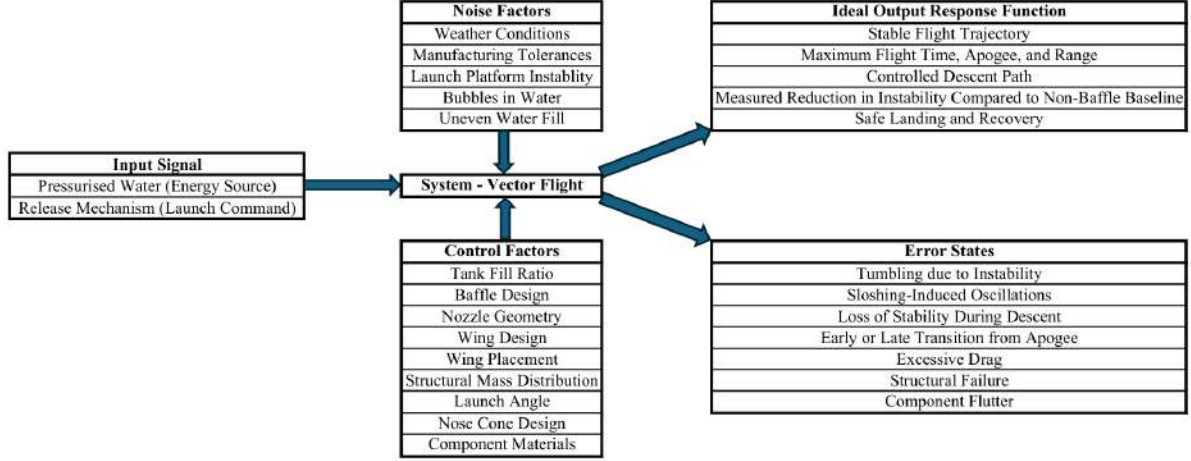 Noise Factors
Weather Conditions
Manufacturing Tolerances
Launch Platform Instablity
Bubbles in Water
Uneven Water Fill
Ideal Output Response Function
Stable Flight Trajectory
Maximum Flight Time, Apogee, and Range
Controlled Descent Path
Measured Reduction in Instability Compared to Non-Baffle Baseline
Safe Landing and Recovery
Input Signal
Pressurised Water (Energy Source)
Release Mechanism (Launch Command)
System - Vector Flight
Control Factors
Tank Fill Ratio
Baffle Design
Nozzle Geometry
Wing Design
Wing Placement
Structural Mass Distribution
Launch Angle
Nose Cone Design
Component Materials
Error States
Tumbling due to Instability
Sloshing-Induced Oscillations
Loss of Stability During Descent
Early or Late Transition from Apogee
Excessive Drag
Structural Failure
Component Flutter